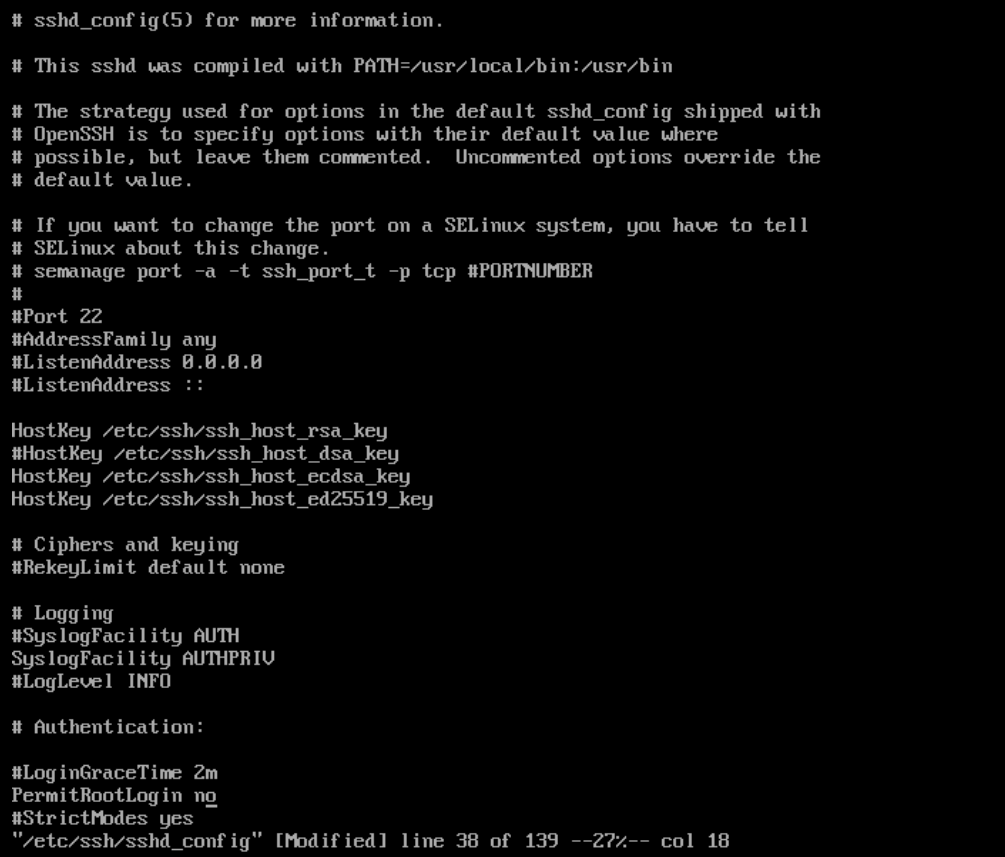 # sshd_config(5) for more information.

# This sshd was compiled with PATH=/usr/local/bin:/usr/bin

# The strategy used for options in the default sshd_config shipped with
# OpenSSH is to specify options with their default value where
# possible, but leave them commented.  Uncommented options override the
# default value.

# If you want to change the port on a SELinux system, you have to tell
# SELinux about this change.
# semanage port -a -t ssh_port_t -p tcp #PORTNUMBER
#
#Port 22
#AddressFamily any
#ListenAddress 0.0.0.0
#ListenAddress ::

HostKey /etc/ssh/ssh_host_rsa_key
#HostKey /etc/ssh/ssh_host_dsa_key
HostKey /etc/ssh/ssh_host_ecdsa_key
HostKey /etc/ssh/ssh_host_ed25519_key

# Ciphers and keying
#RekeyLimit default none

# Logging
#SyslogFacility AUTH
SyslogFacility AUTHPRIV
#LogLevel INFO

# Authentication:

#LoginGraceTime 2m
PermitRootLogin no
#StrictModes yes
"/etc/ssh/sshd_config" [Modified] line 38 of 139 --27%-- col 18